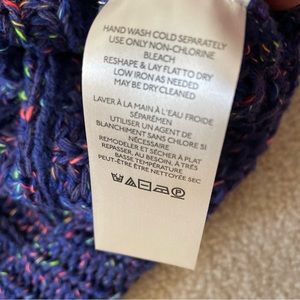 HAND WASH COLD SEPARATELY
USE ONLY NON-CHLORINE
BLEACH
RESHAPE & LAY FLAT TO DRY
LOW IRON AS NEEDED
MAY BE DRY CLEANED
LAVER À LA MAIN À L'EAU FROIDE
SÉPARÉMEN
UTILISER UN AGENT DE
BLANCHIMENT SANS CHLORE SI
REMODELER ET SÉCHER À PLAT
REPASSER, AU BESOIN, À TRÈS
BASSE TEMPÉRATURE
PEUT-ÊTRE ÊTRE NETTOYÉE SEC